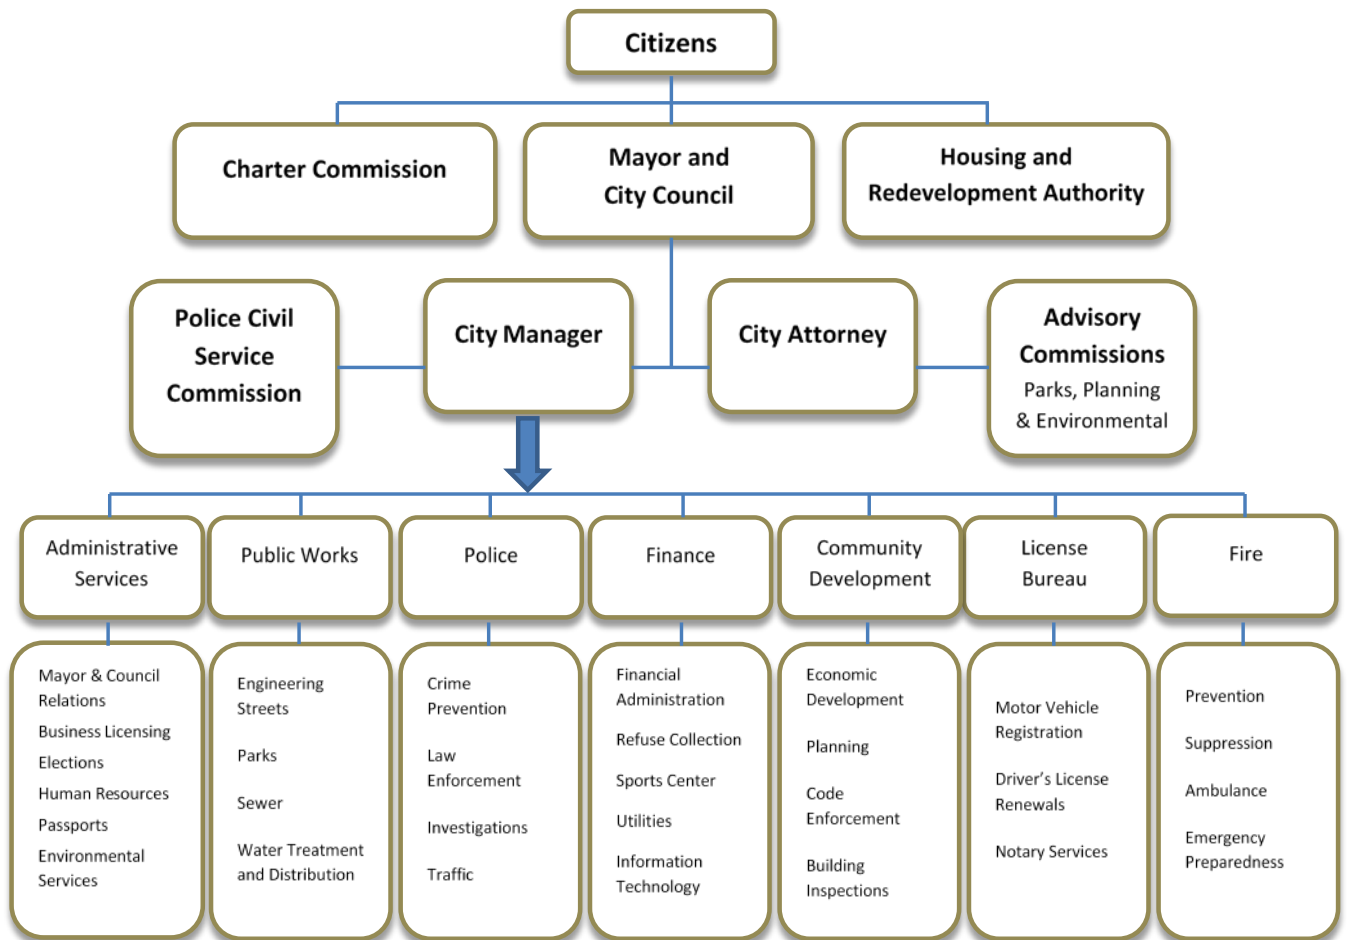 Citizens
Charter Commission
Mayor and
City Council
Housing and
Redevelopment Authority
Police Civil
Service
Commission
City Manager
City Attorney
Advisory
Commissions
Parks, Planning
& Environmental
Administrative
Services
Public Works
Police
Finance
Community
Development
License
Bureau
Fire
Mayor & Council
Relations
Business Licensing
Elections
Human Resources
Passports
Environmental
Services
Engineering
Streets
Parks
Sewer
Water Treatment
and Distribution
Crime
Prevention
Law
Enforcement
Investigations
Traffic
Financial
Administration
Refuse Collection
Sports Center
Utilities
Information
Technology
Economic
Development
Planning
Code
Enforcement
Building
Inspections
Motor Vehicle
Registration
Driver’s License
Renewals
Notary Services
Prevention
Suppression
Ambulance
Emergency
Preparedness